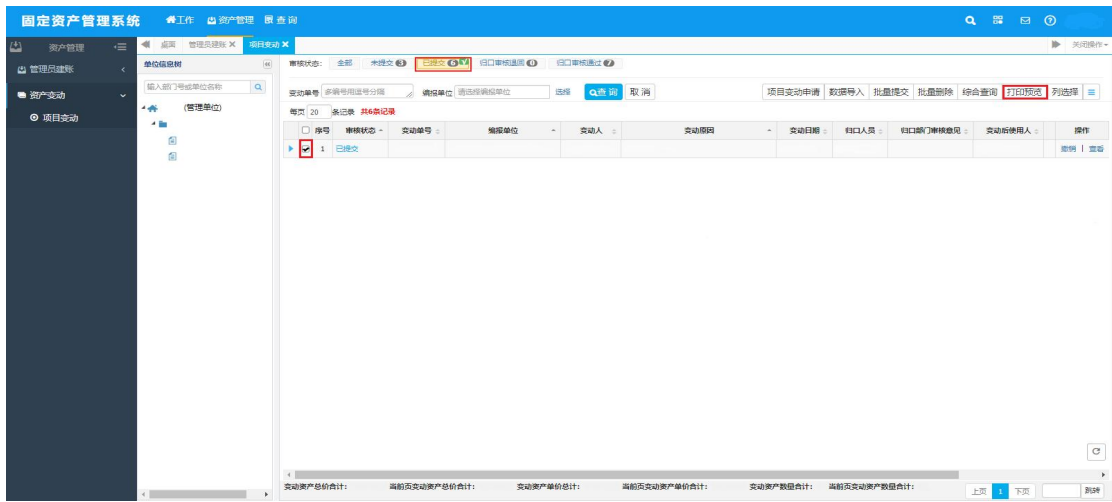 固定资产管理系统 工作 资产管理 查询
资产管理 桌面 管理员建账 项目变动 关闭操作
管理员建账
资产变动
项目变动
单位信息树
输入部门号或单位名称
(管理单位)
审核状态: 全部 未提交 3 已提交 6 归口审核退回 0 归口审核通过 7
变动单号 多编号用逗号分隔 编报单位 请选择编报单位 选择 查询 取消 项目变动申请 数据导入 批量提交 批量删除 综合查询 打印预览 列选择
每页 20 条记录 共6条记录
序号 审核状态 变动单号 编报单位 变动人 变动原因 变动日期 归口人员 归口部门审核意见 变动后使用人 操作
1 已提交 撤销 | 查看
变动资产总价合计: 当前页变动资产总价合计: 变动资产单价总计: 当前页变动资产单价合计: 变动资产数量合计: 当前页变动资产数量合计:
上页 1 下页 跳转